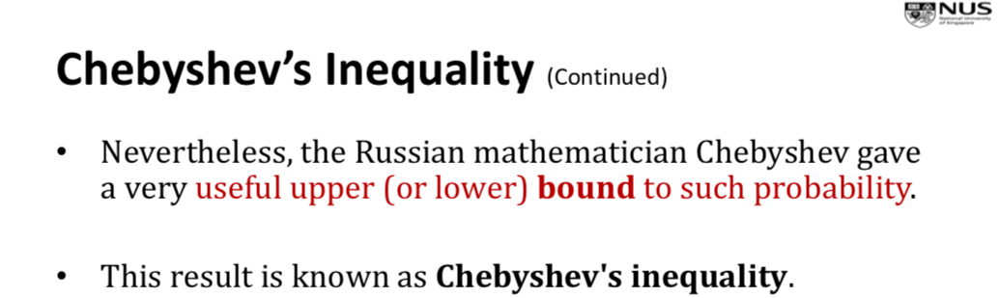 NUS
National University
of Singapore
Chebyshev’s Inequality (Continued)
• Nevertheless, the Russian mathematician Chebyshev gave
a very useful upper (or lower) bound to such probability.
• This result is known as Chebyshev's inequality.